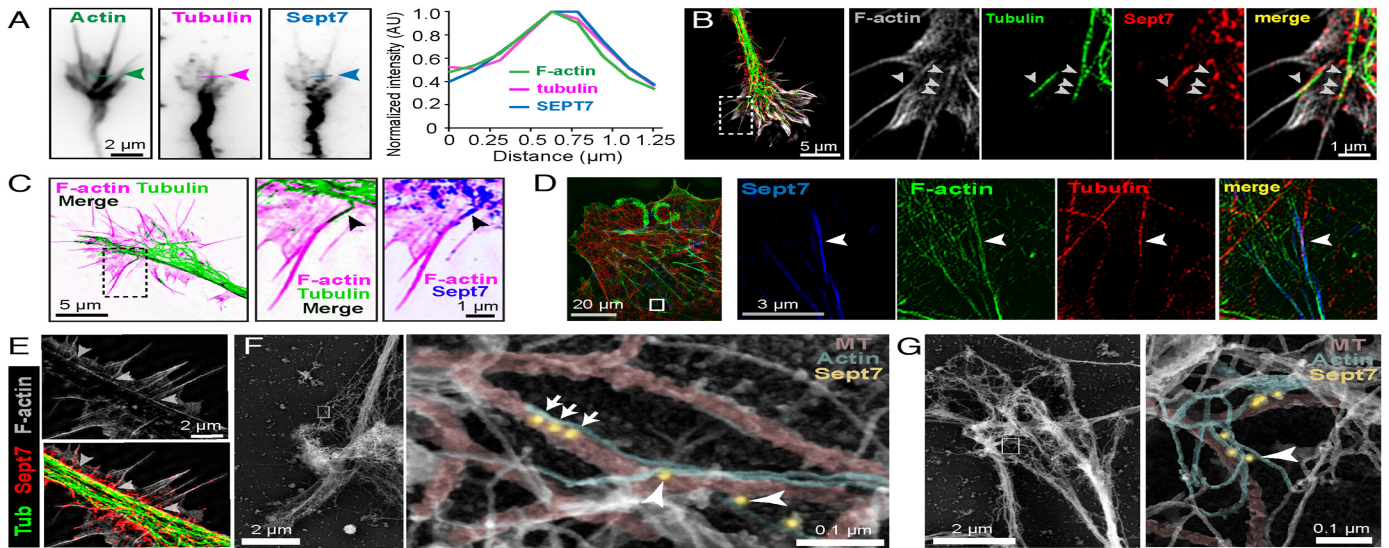 A
Actin
Tubulin
Sept7
2 µm
Normalized intensity (AU)
1.0
0.8
0.6
0.4
0.2
0
F-actin
tubulin
SEPT7
0 0.25 0.5 0.75 1.0 1.25
Distance (µm)
B
5 µm
F-actin
Tubulin
Sept7
merge
1 µm
C
F-actin Tubulin
Merge
5 µm
F-actin
Tubulin
Merge
F-actin
Sept7
1 µm
D
20 µm
Sept7
3 µm
F-actin
Tubulin
merge
E
Tub Sept7 F-actin
2 µm
F
2 µm
MT
Actin
Sept7
0.1 µm
G
2 µm
MT
Actin
Sept7
0.1 µm